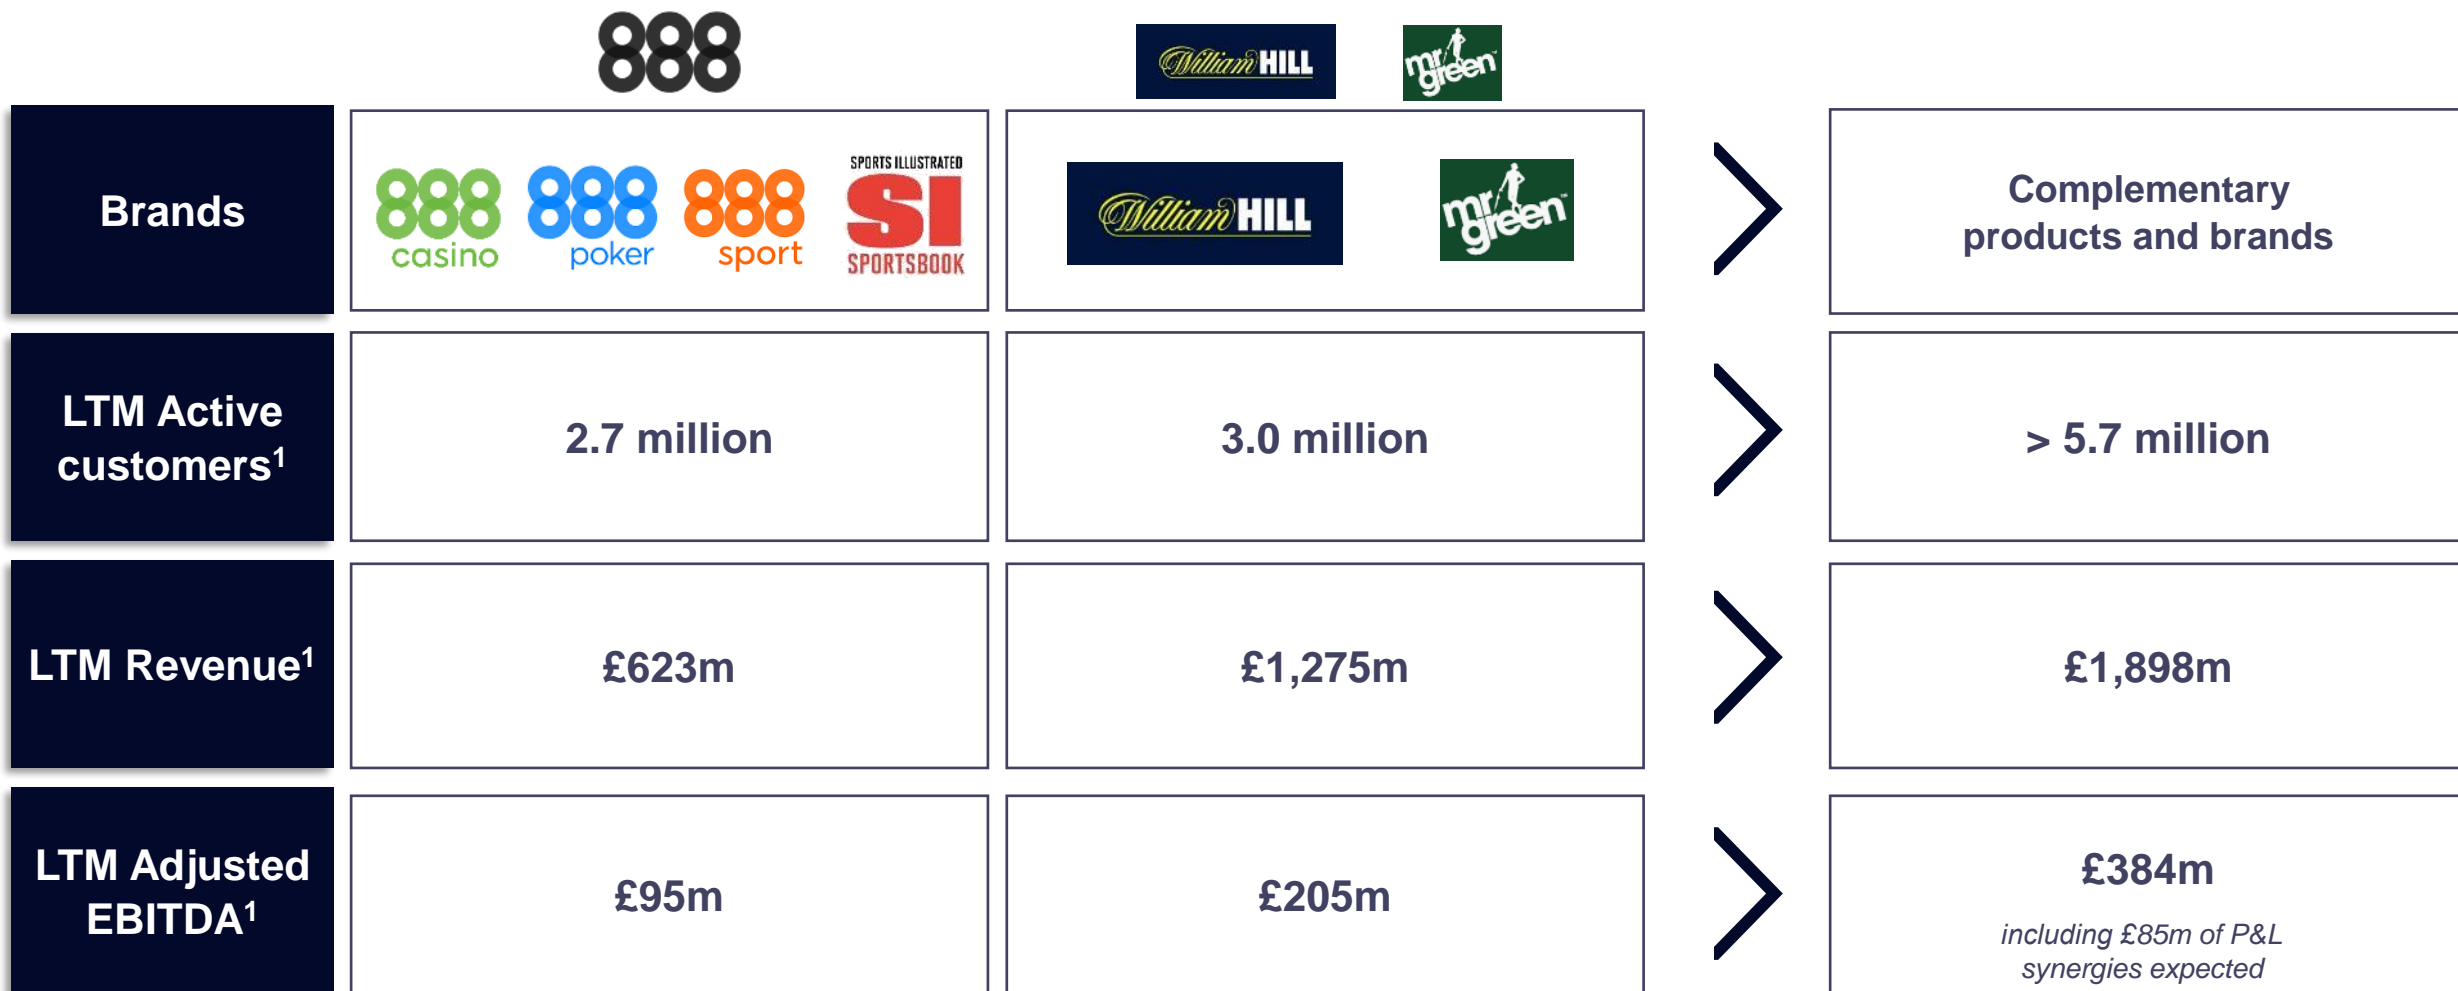 888
William HILL
mr green™
Brands
888
casino
888
poker
888
sport
SPORTS ILLUSTRATED
SI
SPORTSBOOK
William HILL
mr green™
Complementary
products and brands
LTM Active
customers1
2.7 million
3.0 million
> 5.7 million
LTM Revenue1
£623m
£1,275m
£1,898m
LTM Adjusted
EBITDA1
£95m
£205m
£384m
including £85m of P&L
synergies expected